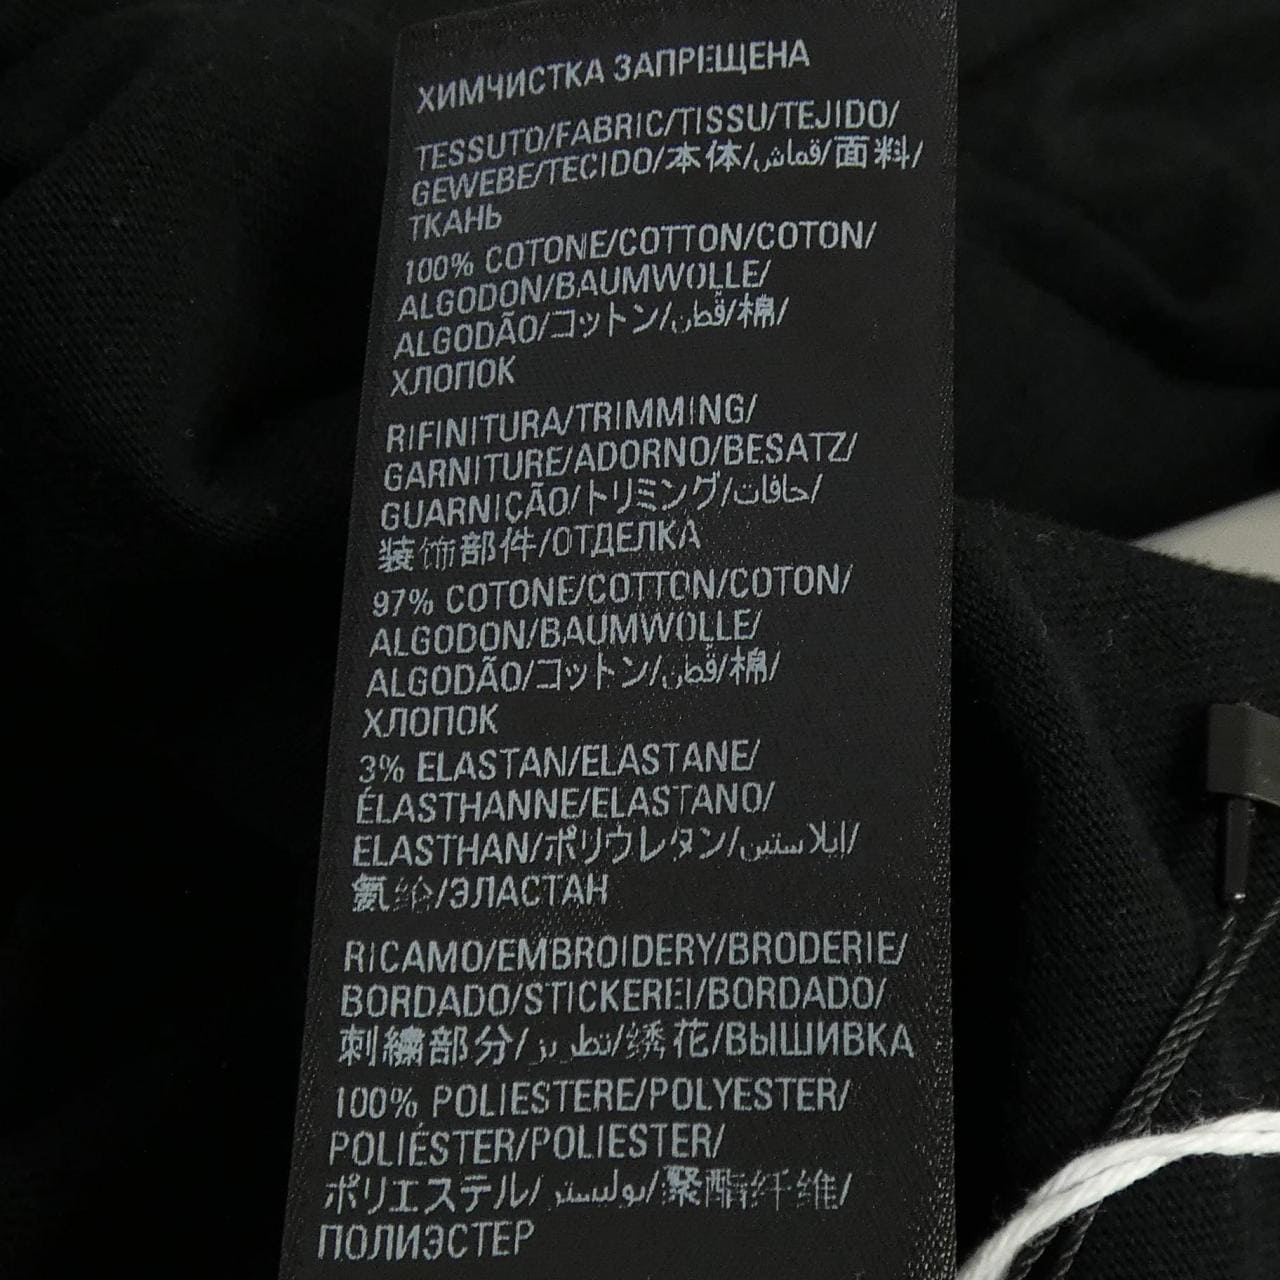 ХИМЧИСТКА ЗАПРЕЩЕНА
TESSUTO/FABRIC/TISSU/TEJIDO/
GEWEBE/TECIDO/本体/قماش/面料/
ТКАНЬ
100% COTONE/COTTON/COTON/
ALGODON/BAUMWOLLE/
ALGODÃO/コットン/قطن/棉/
ХЛОПОК
RIFINITURA/TRIMMING/
GARNITURE/ADORNO/BESATZ/
GUARNIÇÃO/トリミング/حافات/
装饰部件/ОТДЕЛКА
97% COTONE/COTTON/COTON/
ALGODON/BAUMWOLLE/
ALGODÃO/コットン/قطن/棉/
ХЛОПОК
3% ELASTAN/ELASTANE/
ÉLASTHANNE/ELASTANO/
ELASTHAN/ポリウレタン/إيلاستين/
氨纶/ЭЛАСТАН
RICAMO/EMBROIDERY/BRODERIE/
BORDADO/STICKEREI/BORDADO/
刺繍部分/تطريز/绣花/ВЫШИВКА
100% POLIESTERE/POLYESTER/
POLIÉSTER/POLIESTER/
ポリエステル/بوليستر/聚酯纤维/
ПОЛИЭСТЕР